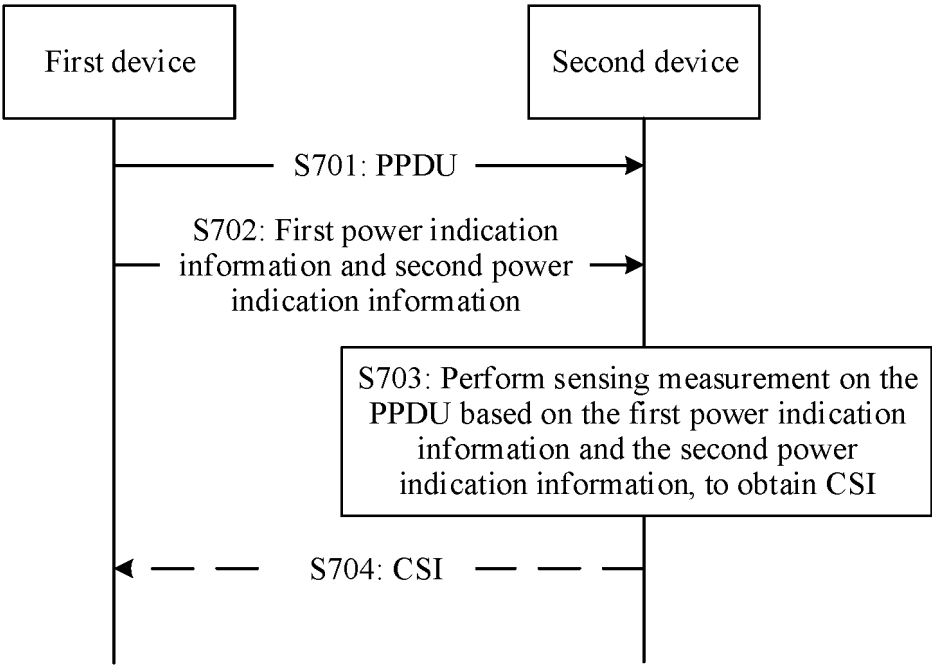 First device
Second device
S701: PPDU
S702: First power indication
information and second power
indication information
S703: Perform sensing measurement on the
PPDU based on the first power indication
information and the second power
indication information, to obtain CSI
S704: CSI